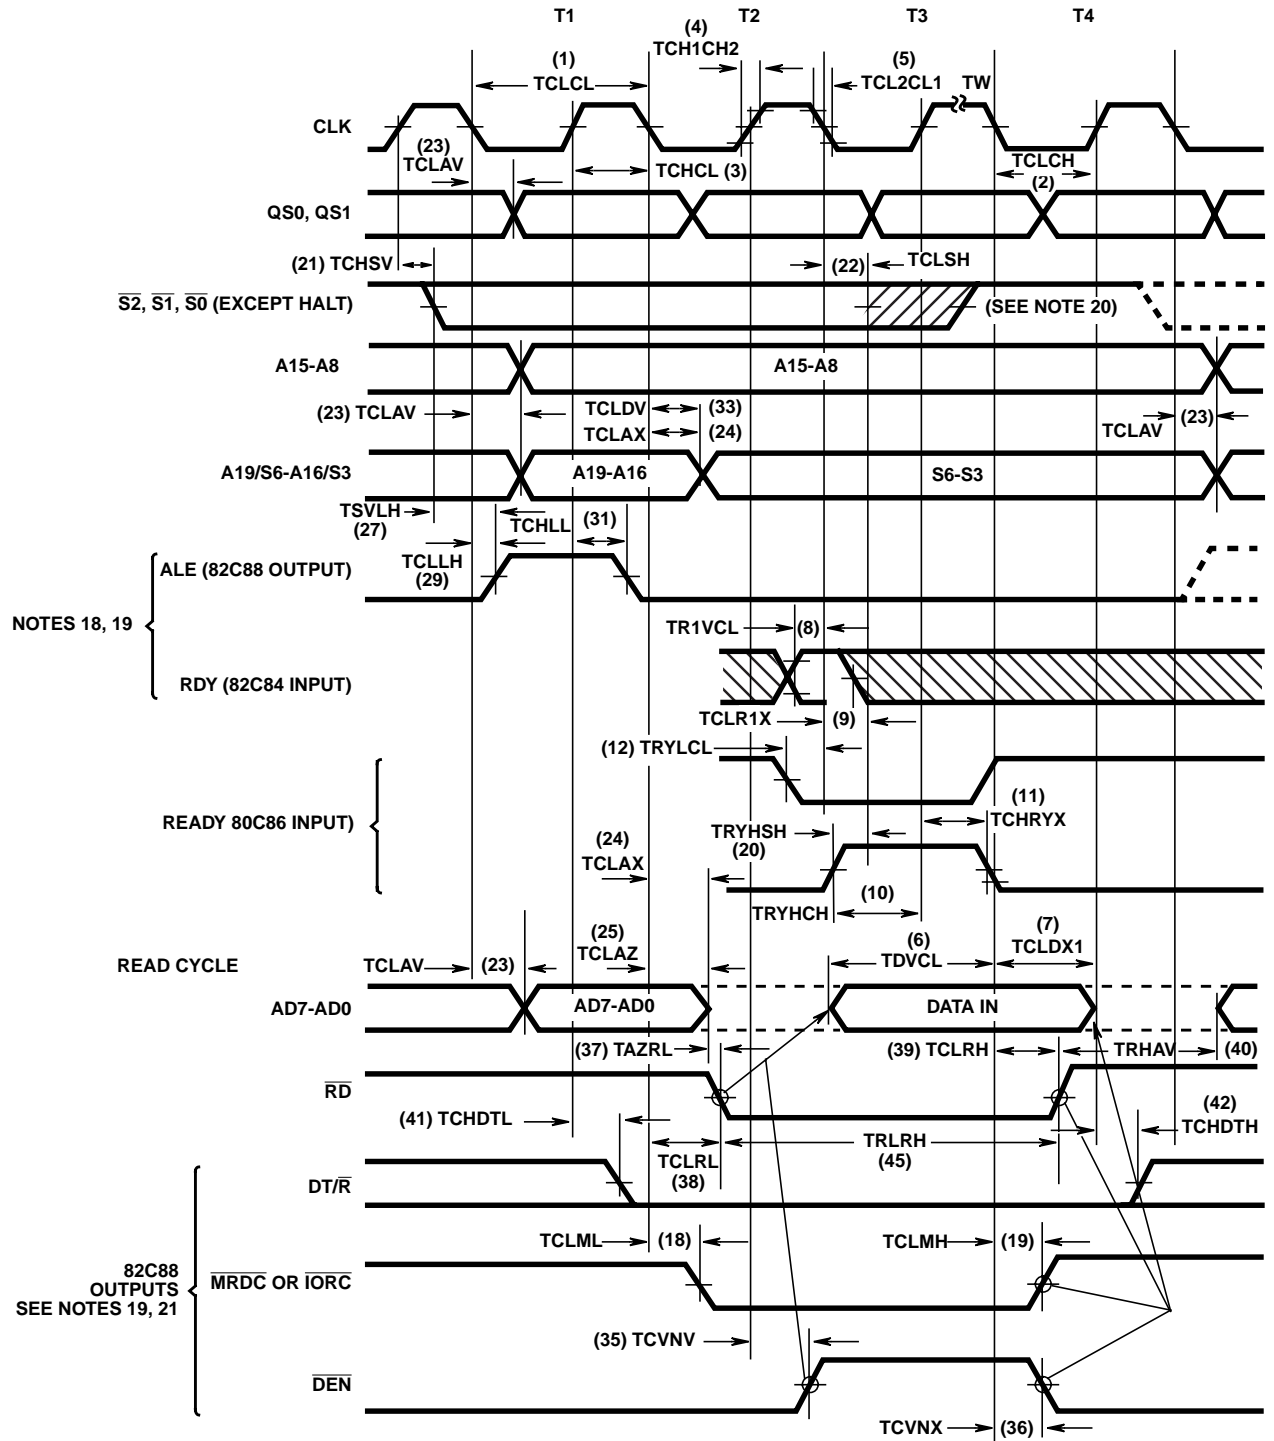 T1 T2 T3 T4
(4)
TCH1CH2
(1)
TCLCL
(5)
TCL2CL1
TW
CLK
(23)
TCLAV
TCHCL (3)
TCLCH
(2)
QS0, QS1
(21) TCHSV
(22)
TCLSH
S2, S1, S0 (EXCEPT HALT)
(SEE NOTE 20)
A15-A8
A15-A8
(23) TCLAV
TCLDV
(33)
TCLAX
(24)
TCLAV
(23)
A19/S6-A16/S3
A19-A16
S6-S3
TSVLH
(27)
TCHLL
(31)
TCLLH
(29)
ALE (82C88 OUTPUT)
NOTES 18, 19
TR1VCL
(8)
RDY (82C84 INPUT)
TCLR1X
(9)
(12) TRYLCL
READY 80C86 INPUT)
(11)
TCHRYX
TRYHSH
(20)
(24)
TCLAX
(10)
TRYHCH
READ CYCLE
TCLAV
(23)
(25)
TCLAZ
(6)
TDVCL
(7)
TCLDX1
AD7-AD0
AD7-AD0
DATA IN
(37) TAZRL
(39) TCLRH
TRHAV
(40)
RD
(41) TCHDTL
(42)
TCHDTH
TCLRL
(38)
TRLRH
(45)
DT/R
TCLML
(18)
TCLMH
(19)
82C88
OUTPUTS
SEE NOTES 19, 21
MRDC OR IORC
(35) TCVNV
DEN
TCVNX
(36)